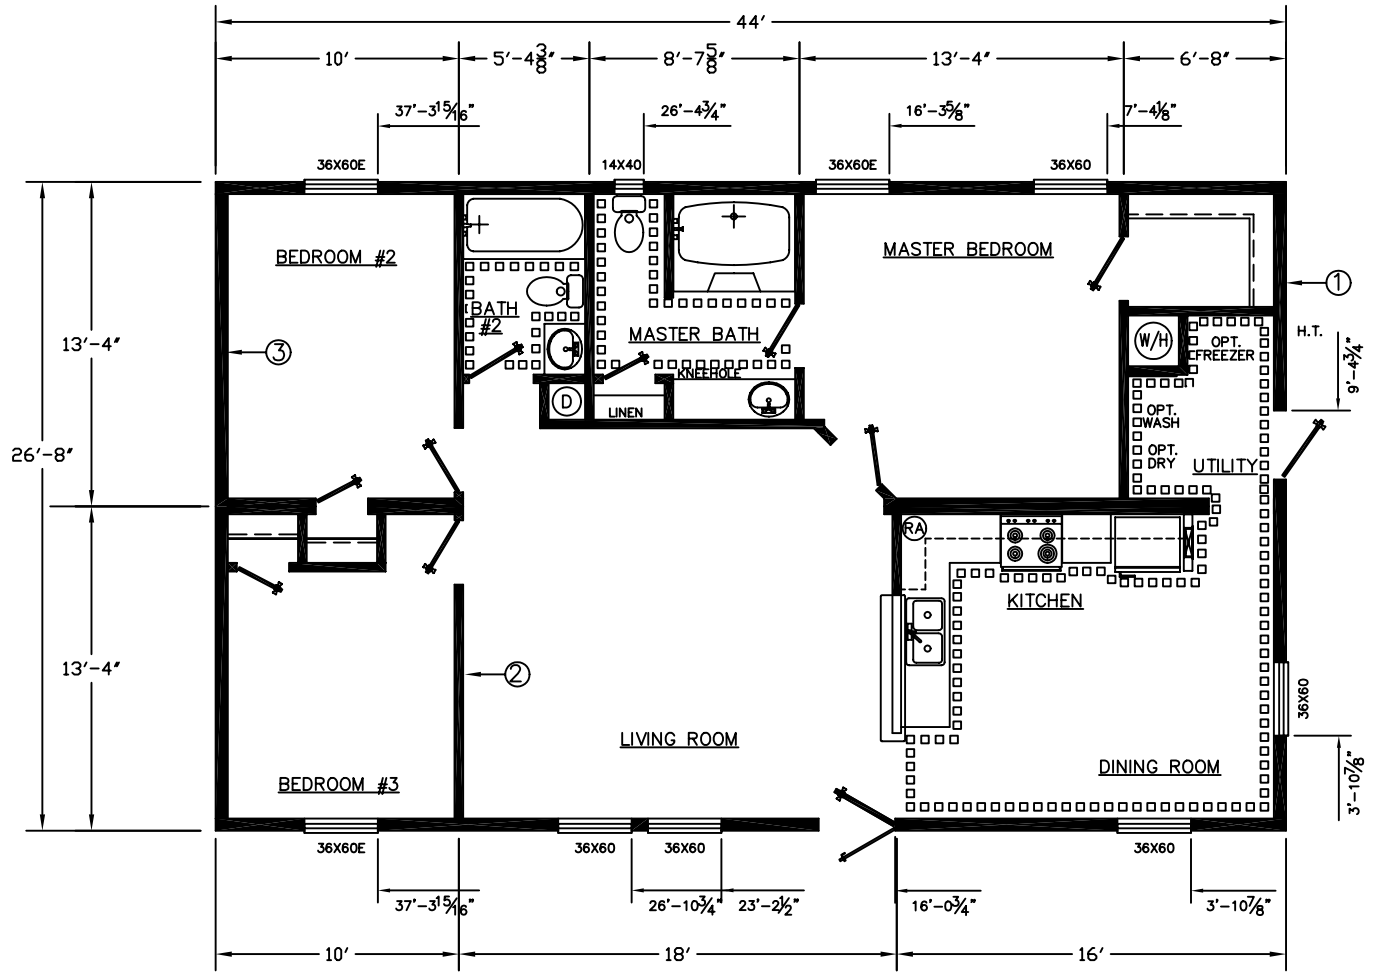 44'
10'
5'-4 3/8"
8'-7 5/8"
13'-4"
6'-8"
37'-3 15/16"
26'-4 3/4"
16'-3 5/8"
7'-4 1/8"
36X60E
14X40
36X60E
36X60
BEDROOM #2
MASTER BEDROOM
1
BATH
#2
MASTER BATH
H.T.
13'-4"
3
W/H
OPT.
FREEZER
9'-4 3/4"
KNEEHOLE
D
LINEN
OPT.
WASH
26'-8"
OPT.
DRY
UTILITY
RA
KITCHEN
13'-4"
2
36X60
LIVING ROOM
DINING ROOM
BEDROOM #3
3'-10 7/8"
36X60E
36X60
36X60
36X60
37'-3 15/16"
26'-10 3/4"
23'-2 1/2"
16'-0 3/4"
3'-10 7/8"
10'
18'
16'